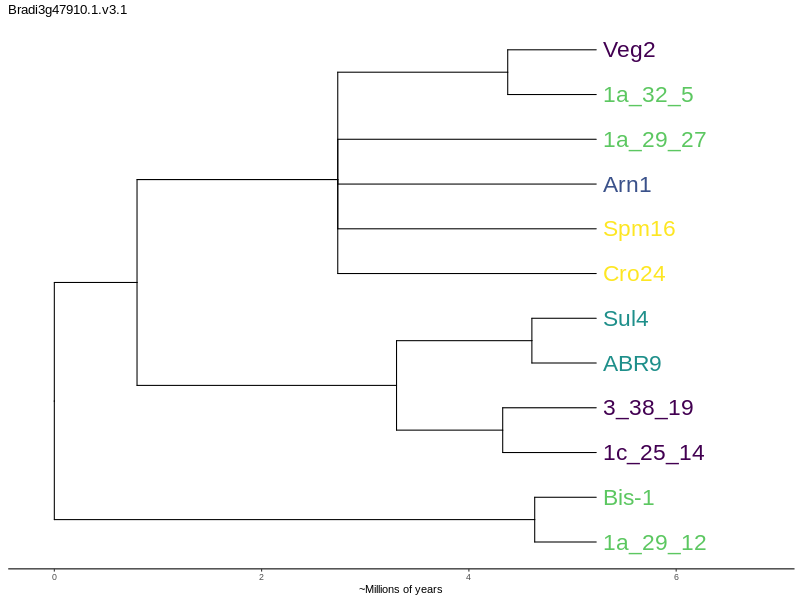 Bradi3g47910.1.v3.1
Veg2
1a_32_5
1a_29_27
Arn1
Spm16
Cro24
Sul4
ABR9
3_38_19
1c_25_14
Bis-1
1a_29_12
0 2 4 6
~Millions of years